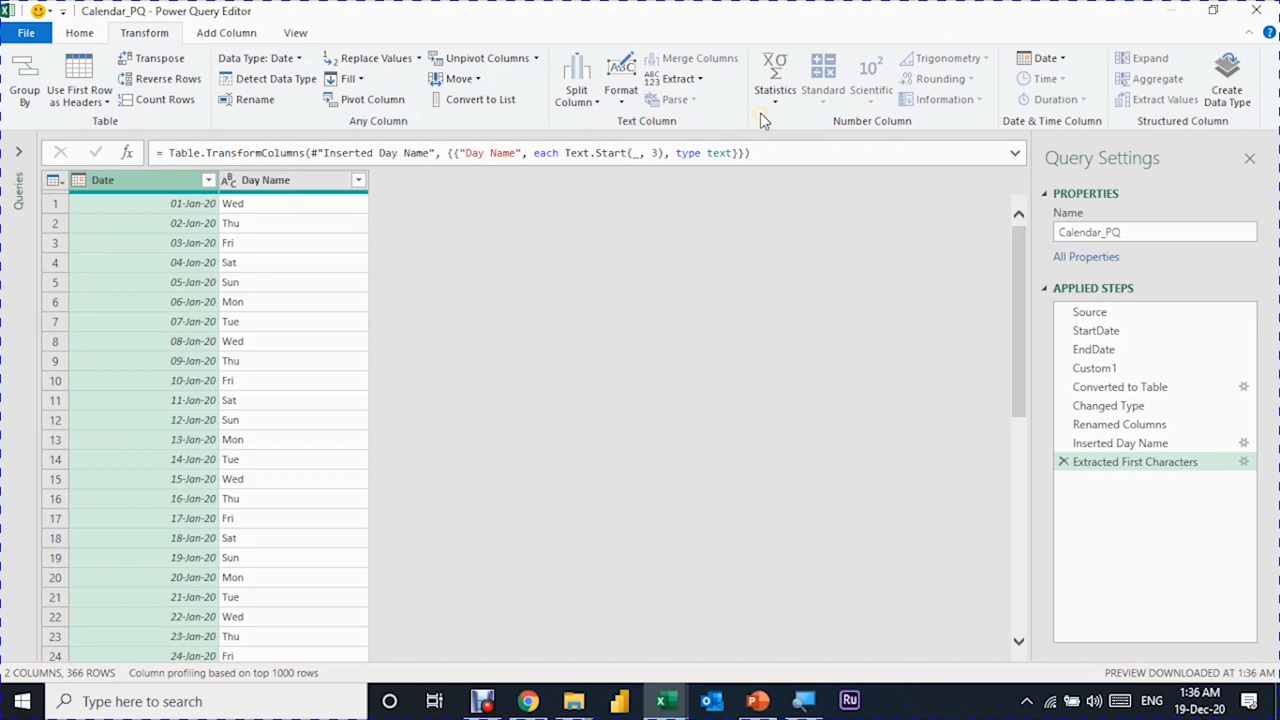 Calendar_PQ - Power Query Editor
File Home Transform Add Column View
Group By
Use First Row as Headers
Transpose
Reverse Rows
Count Rows
Table
Data Type: Date
Detect Data Type
Rename
Replace Values
Fill
Pivot Column
Unpivot Columns
Move
Convert to List
Any Column
Split Column
Format
Merge Columns
Extract
Parse
Text Column
Statistics
Standard
Scientific
Trigonometry
Rounding
Information
Number Column
Date
Time
Duration
Date & Time Column
Expand
Aggregate
Extract Values
Create Data Type
Structured Column
= Table.TransformColumns(#"Inserted Day Name", {{"Day Name", each Text.Start(_, 3), type text}})
Queries
Date Day Name
1 01-Jan-20 Wed
2 02-Jan-20 Thu
3 03-Jan-20 Fri
4 04-Jan-20 Sat
5 05-Jan-20 Sun
6 06-Jan-20 Mon
7 07-Jan-20 Tue
8 08-Jan-20 Wed
9 09-Jan-20 Thu
10 10-Jan-20 Fri
11 11-Jan-20 Sat
12 12-Jan-20 Sun
13 13-Jan-20 Mon
14 14-Jan-20 Tue
15 15-Jan-20 Wed
16 16-Jan-20 Thu
17 17-Jan-20 Fri
18 18-Jan-20 Sat
19 19-Jan-20 Sun
20 20-Jan-20 Mon
21 21-Jan-20 Tue
22 22-Jan-20 Wed
23 23-Jan-20 Thu
24 24-Jan-20 Fri
Query Settings
PROPERTIES
Name
Calendar_PQ
All Properties
APPLIED STEPS
Source
StartDate
EndDate
Custom1
Converted to Table
Changed Type
Renamed Columns
Inserted Day Name
Extracted First Characters
2 COLUMNS, 366 ROWS Column profiling based on top 1000 rows
PREVIEW DOWNLOADED AT 1:36 AM
Type here to search
Ru
ENG
1:36 AM
19-Dec-20